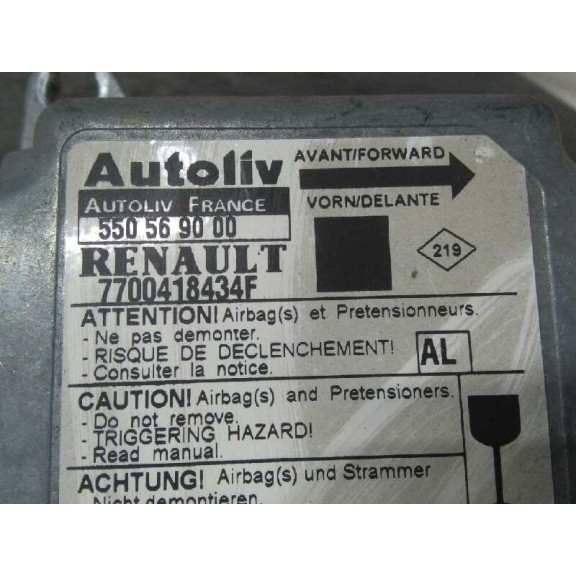 Autoliv
AVANT/FORWARD
AUTOLIV FRANCE
VORN/DELANTE
550 56 90 00
219
RENAULT
7700418434F
ATTENTION! Airbag(s) et Pretensionneurs.
- Ne pas demonter.
- RISQUE DE DECLENCHEMENT!
- Consulter la notice.
AL
CAUTION! Airbag(s) and Pretensioners.
- Do not remove.
- TRIGGERING HAZARD!
- Read manual.
ACHTUNG! Airbag(s) und Strammer
- Nicht demontieren.